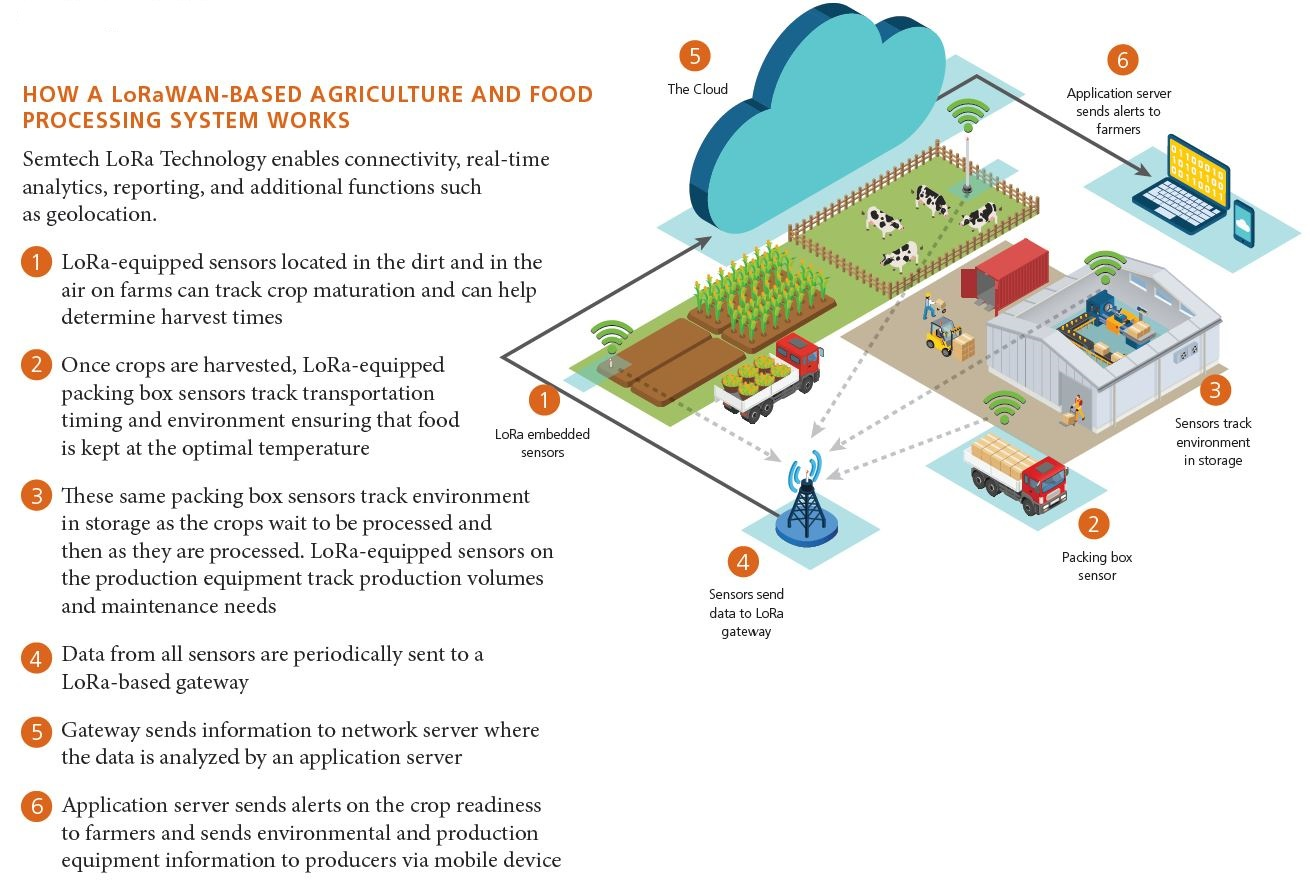 HOW A LoRaWAN-BASED AGRICULTURE AND FOOD
PROCESSING SYSTEM WORKS
Semtech LoRa Technology enables connectivity, real-time
analytics, reporting, and additional functions such
as geolocation.
1 LoRa-equipped sensors located in the dirt and in the
air on farms can track crop maturation and can help
determine harvest times
2 Once crops are harvested, LoRa-equipped
packing box sensors track transportation
timing and environment ensuring that food
is kept at the optimal temperature
3 These same packing box sensors track environment
in storage as the crops wait to be processed and
then as they are processed. LoRa-equipped sensors on
the production equipment track production volumes
and maintenance needs
4 Data from all sensors are periodically sent to a
LoRa-based gateway
5 Gateway sends information to network server where
the data is analyzed by an application server
6 Application server sends alerts on the crop readiness
to farmers and sends environmental and production
equipment information to producers via mobile device
5
The Cloud
6
Application server
sends alerts to
farmers
01100010
10101100
00110011
1
LoRa embedded
sensors
3
Sensors track
environment
in storage
2
Packing box
sensor
4
Sensors send
data to LoRa
gateway